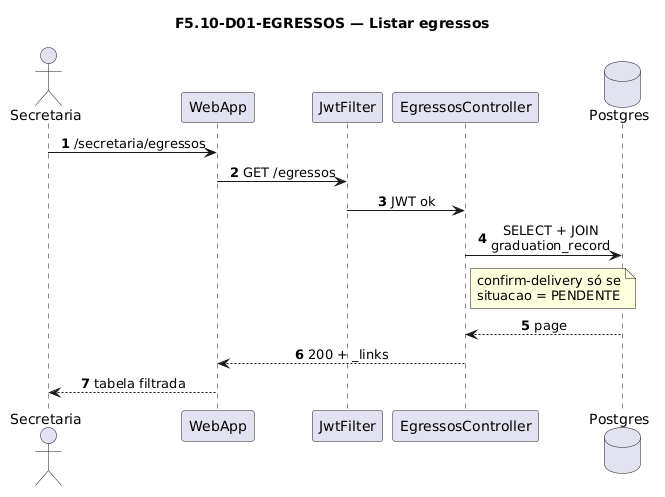 F5.10-D01-EGRESSOS — Listar egressos
Secretaria
WebApp
JwtFilter
EgressosController
Postgres
1 /secretaria/egressos
2 GET /egressos
3 JWT ok
4 SELECT + JOIN
graduation_record
confirm-delivery só se
situacao = PENDENTE
5 page
6 200 + _links
7 tabela filtrada
Secretaria
WebApp
JwtFilter
EgressosController
Postgres